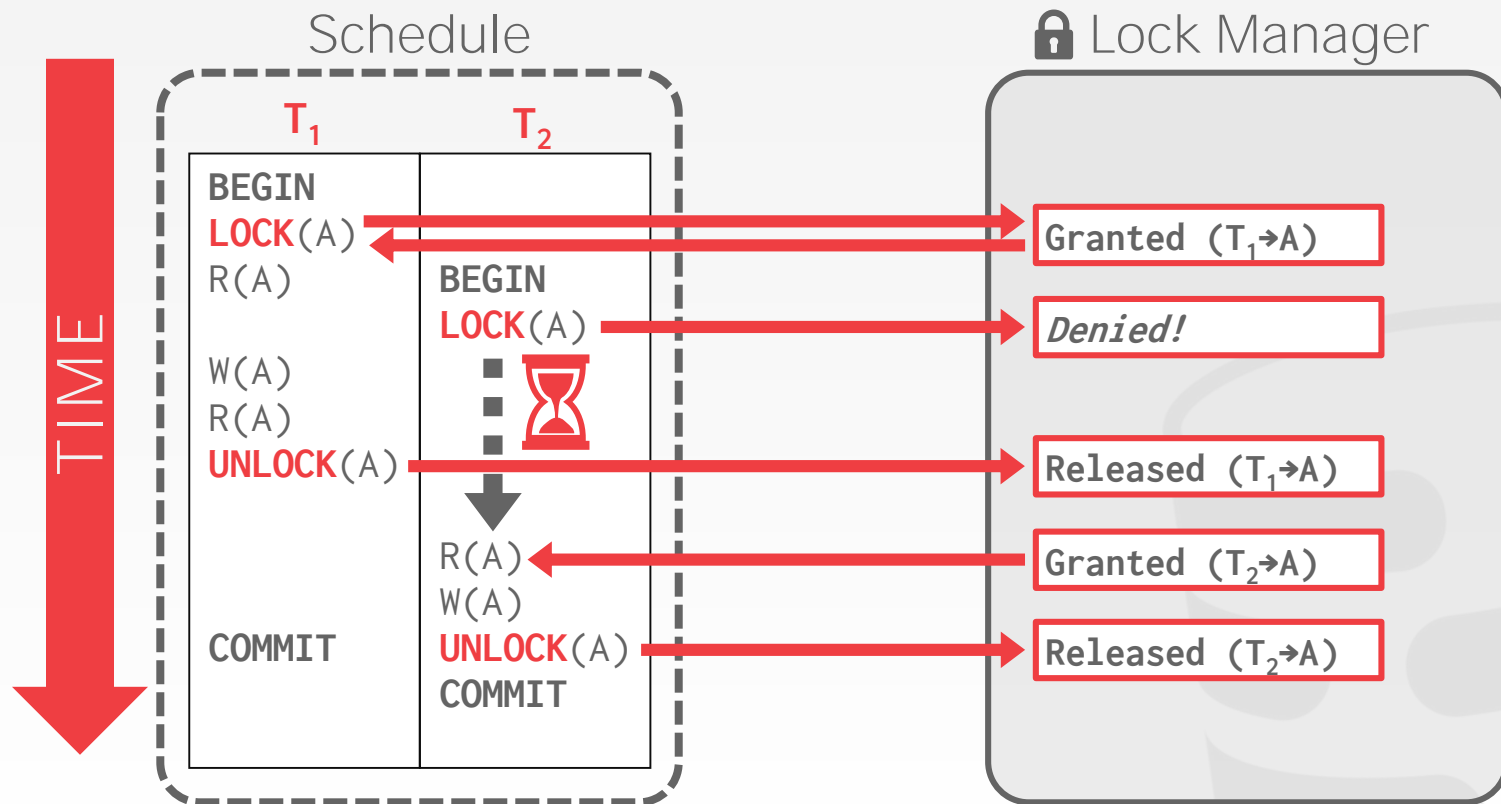 Schedule
Lock Manager
TIME
T₁ T₂
BEGIN
LOCK(A)
Granted (T₁→A)
R(A) BEGIN
LOCK(A)
Denied!
W(A)
R(A)
UNLOCK(A)
Released (T₁→A)
R(A)
Granted (T₂→A)
W(A)
COMMIT UNLOCK(A)
Released (T₂→A)
COMMIT